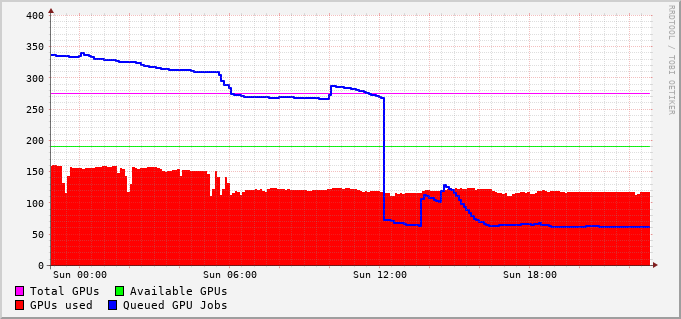 400
350
300
250
200
150
100
50
0
Sun 00:00 Sun 06:00 Sun 12:00 Sun 18:00
Total GPUs Available GPUs
GPUs used Queued GPU Jobs
RRDTOOL / TOBI OETIKER